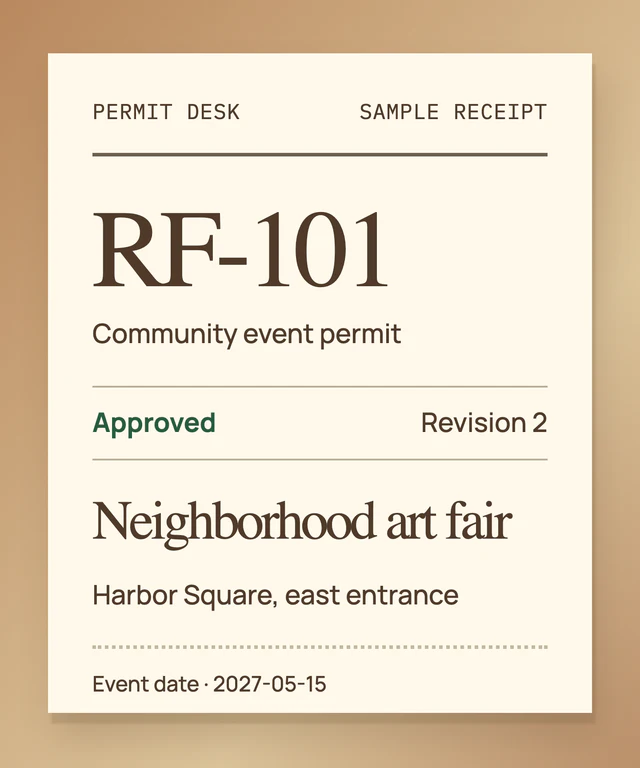 PERMIT DESK SAMPLE RECEIPT
RF-101
Community event permit
Approved Revision 2
Neighborhood art fair
Harbor Square, east entrance
Event date · 2027-05-15